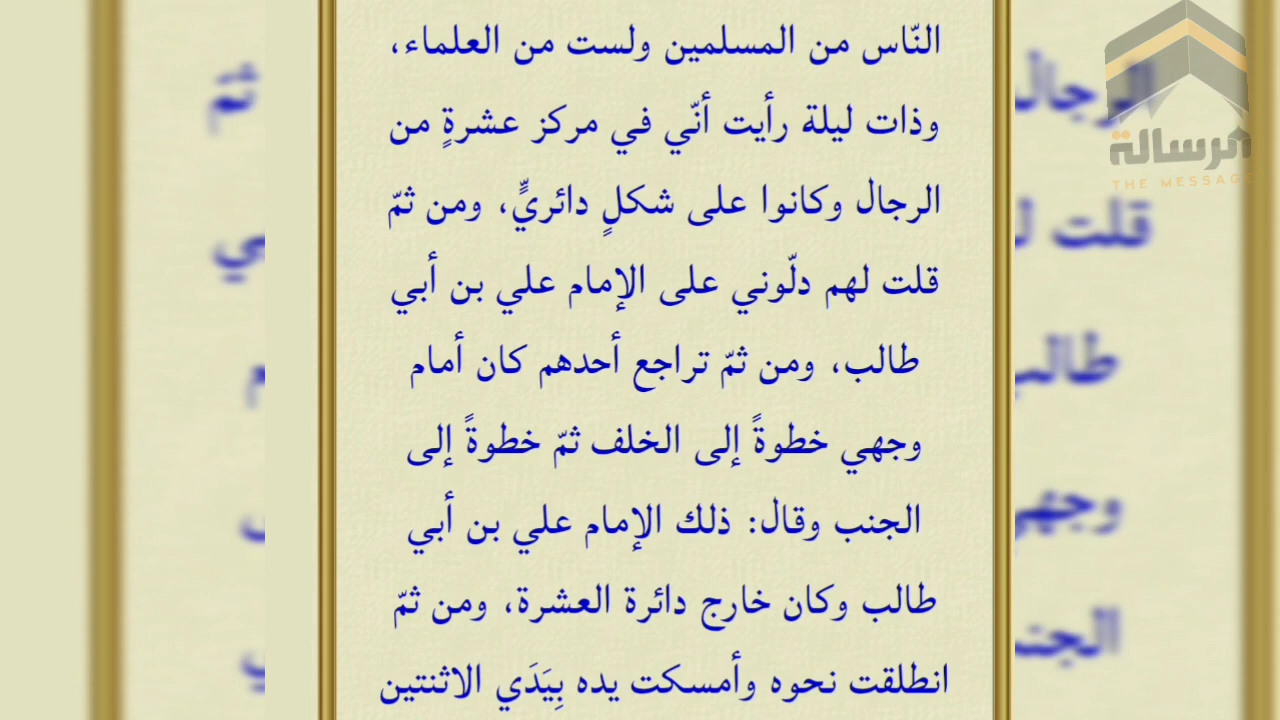 النّاس من المسلمين ولست من العلماء،
وذات ليلة رأيت أنّي في مركز عشرةٍ من
الرجال وكانوا على شكلٍ دائريٍّ، ومن ثمّ
قلت لهم دلّوني على الإمام علي بن أبي
طالب، ومن ثمّ تراجع أحدهم كان أمام
وجهي خطوةً إلى الخلف ثمّ خطوةً إلى
الجنب وقال: ذلك الإمام علي بن أبي
طالب وكان خارج دائرة العشرة، ومن ثمّ
انطلقت نحوه وأمسكت يده بِيَدَي الاثنتين
الرسالة
THE MESSAGE